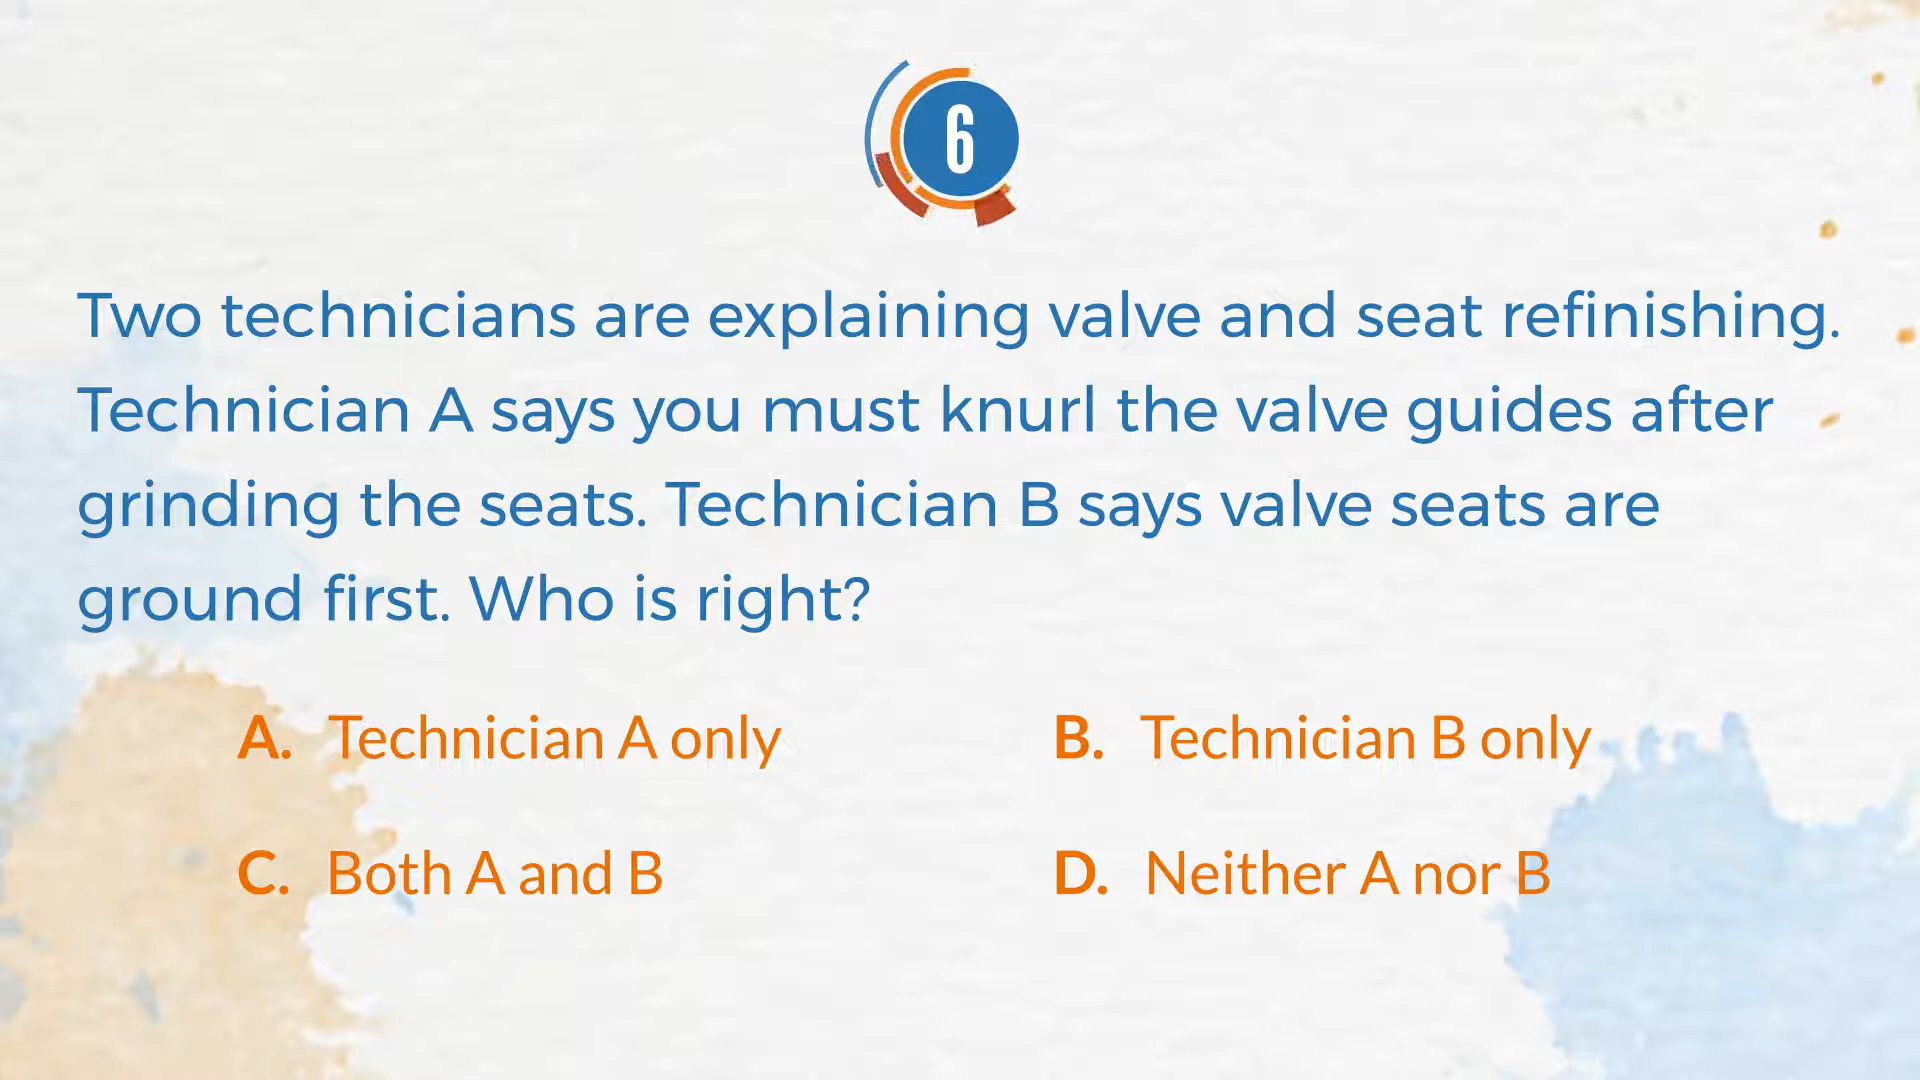 6
Two technicians are explaining valve and seat refinishing.
Technician A says you must knurl the valve guides after
grinding the seats. Technician B says valve seats are
ground first. Who is right?
A. Technician A only
B. Technician B only
C. Both A and B
D. Neither A nor B